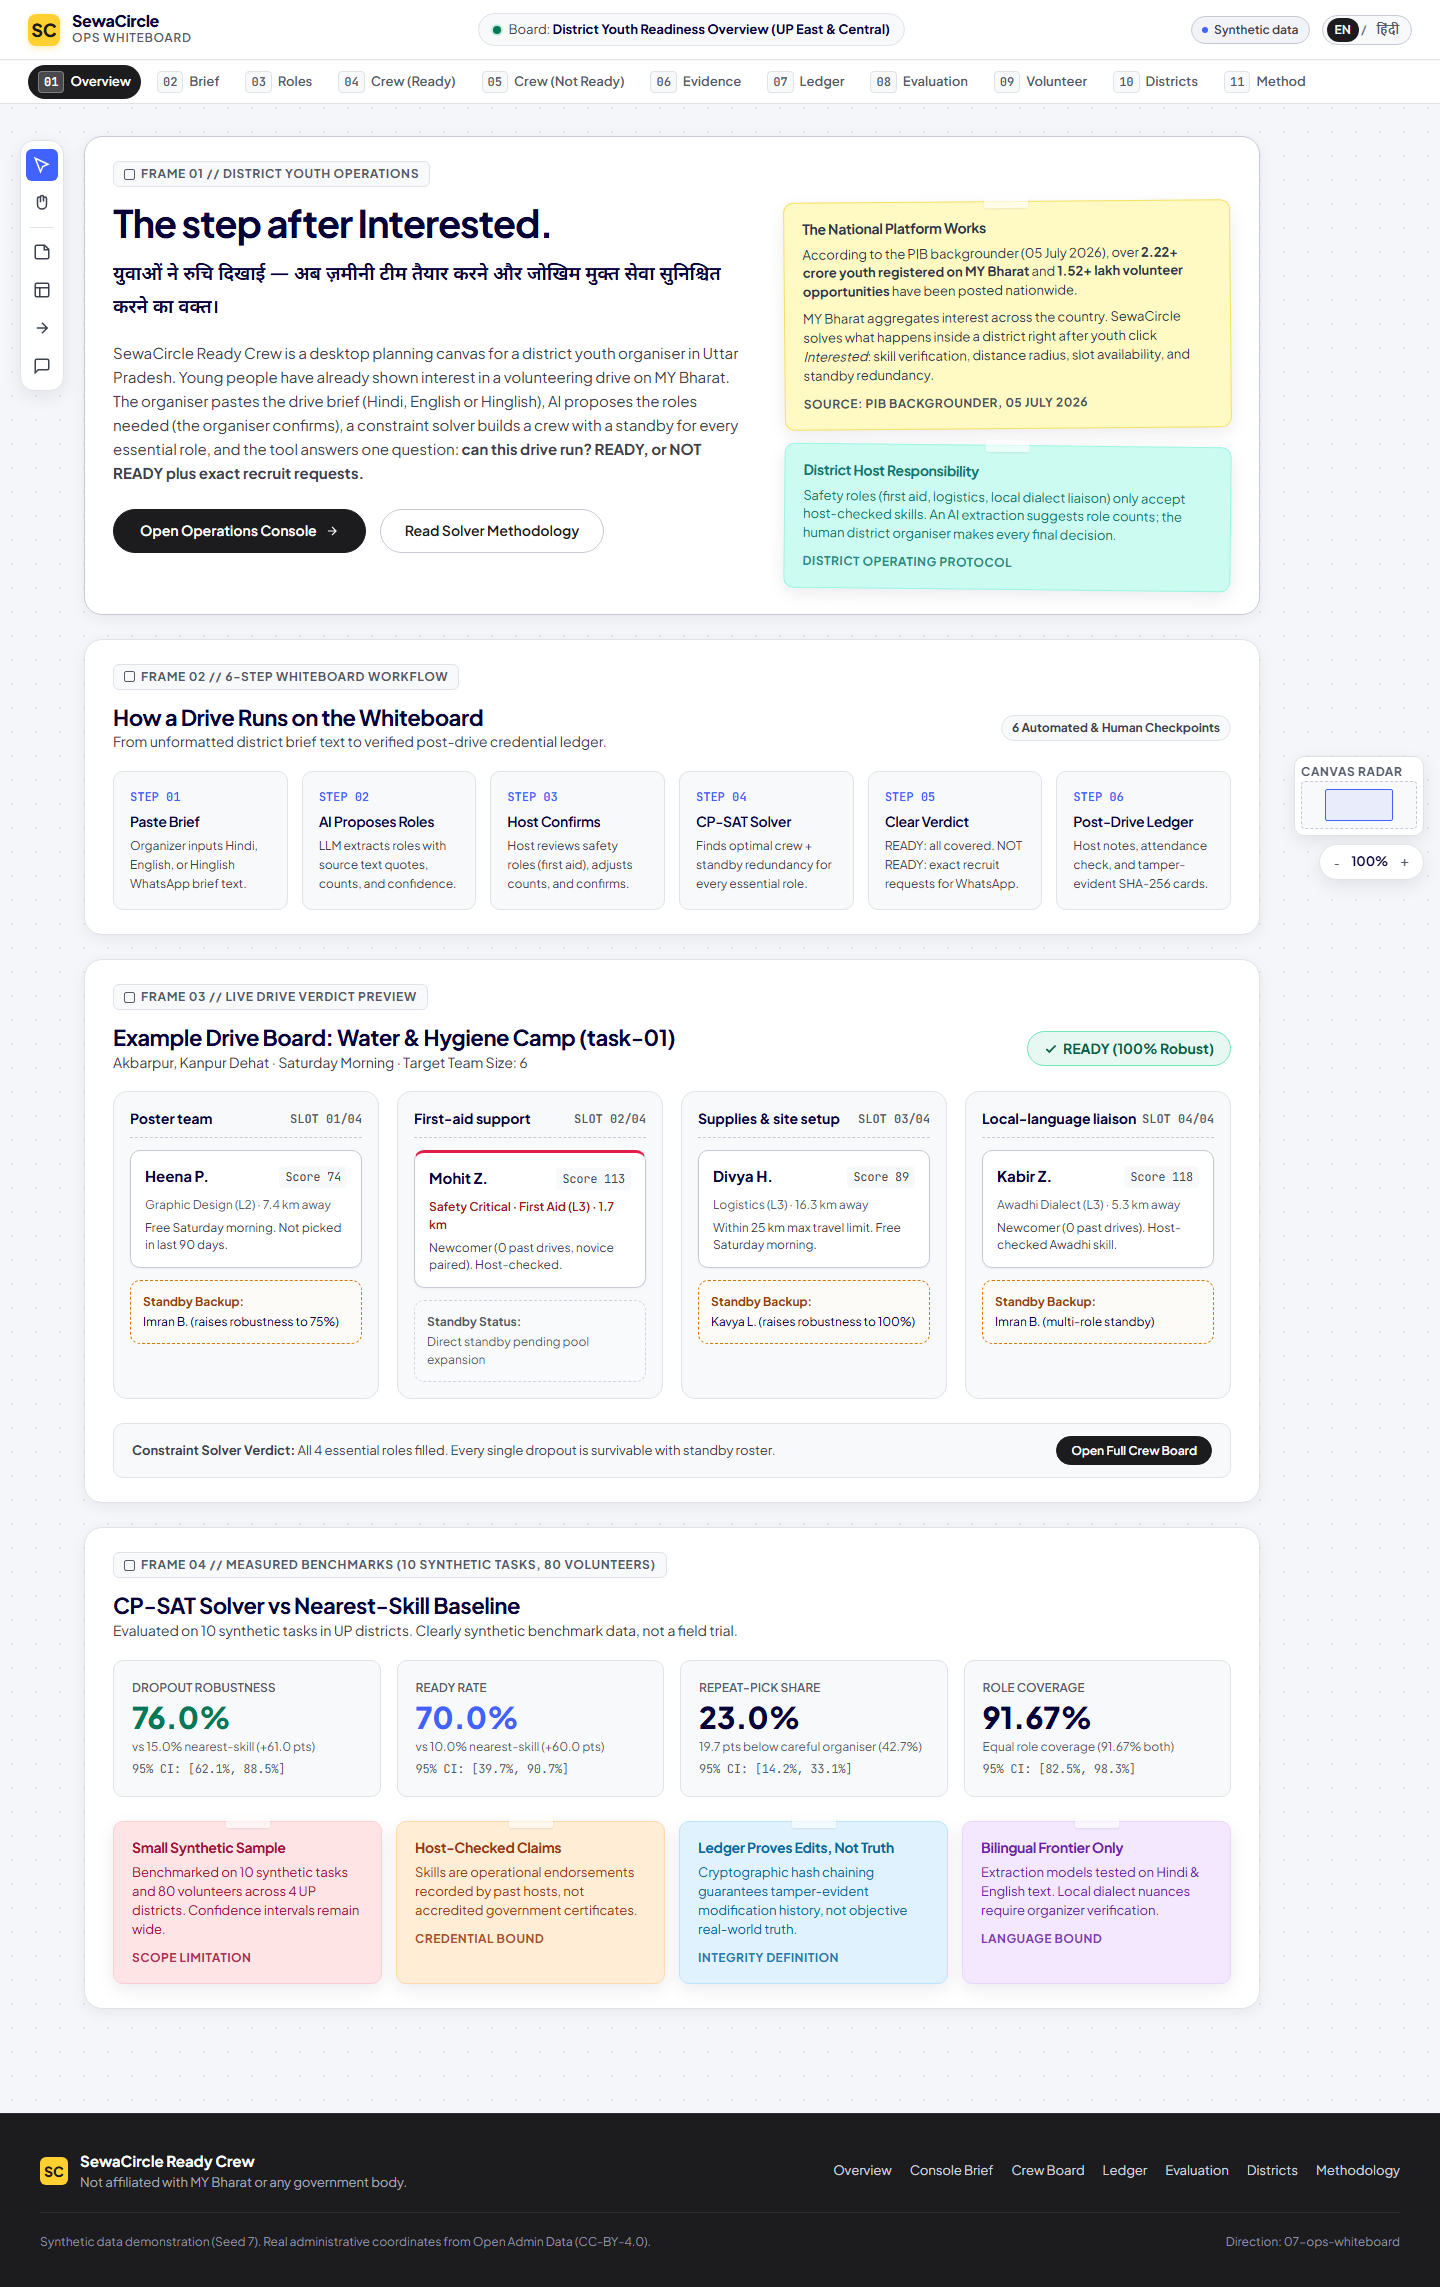 SC
SewaCircle
OPS WHITEBOARD
Board: District Youth Readiness Overview (UP East & Central)
Synthetic data
EN / हिंदी
01 Overview
02 Brief
03 Roles
04 Crew (Ready)
05 Crew (Not Ready)
06 Evidence
07 Ledger
08 Evaluation
09 Volunteer
10 Districts
11 Method
FRAME 01 // DISTRICT YOUTH OPERATIONS
The step after Interested.
युवाओं ने रुचि दिखाई — अब ज़मीनी टीम तैयार करने और जोखिम मुक्त सेवा सुनिश्चित
करने का वक्त।
SewaCircle Ready Crew is a desktop planning canvas for a district youth organiser in Uttar
Pradesh. Young people have already shown interest in a volunteering drive on MY Bharat.
The organiser pastes the drive brief (Hindi, English or Hinglish), AI proposes the roles
needed (the organiser confirms), a constraint solver builds a crew with a standby for every
essential role, and the tool answers one question: can this drive run? READY, or NOT
READY plus exact recruit requests.
Open Operations Console →
Read Solver Methodology
The National Platform Works
According to the PIB backgrounder (05 July 2026), over 2.22+
crore youth registered on MY Bharat and 1.52+ lakh volunteer
opportunities have been posted nationwide.
MY Bharat aggregates interest across the country. SewaCircle
solves what happens inside a district right after youth click
Interested: skill verification, distance radius, slot availability, and
standby redundancy.
SOURCE: PIB BACKGROUNDER, 05 JULY 2026
District Host Responsibility
Safety roles (first aid, logistics, local dialect liaison) only accept
host-checked skills. An AI extraction suggests role counts; the
human district organiser makes every final decision.
DISTRICT OPERATING PROTOCOL
FRAME 02 // 6-STEP WHITEBOARD WORKFLOW
How a Drive Runs on the Whiteboard
From unformatted district brief text to verified post-drive credential ledger.
6 Automated & Human Checkpoints
STEP 01
Paste Brief
Organizer inputs Hindi,
English, or Hinglish
WhatsApp brief text.
STEP 02
AI Proposes Roles
LLM extracts roles with
source text quotes,
counts, and confidence.
STEP 03
Host Confirms
Host reviews safety
roles (first aid), adjusts
counts, and confirms.
STEP 04
CP-SAT Solver
Finds optimal crew +
standby redundancy for
every essential role.
STEP 05
Clear Verdict
READY: all covered. NOT
READY: exact recruit
requests for WhatsApp.
STEP 06
Post-Drive Ledger
Host notes, attendance
check, and tamper-
evident SHA-256 cards.
CANVAS RADAR
- 100% +
FRAME 03 // LIVE DRIVE VERDICT PREVIEW
Example Drive Board: Water & Hygiene Camp (task-01)
Akbarpur, Kanpur Dehat · Saturday Morning · Target Team Size: 6
✓ READY (100% Robust)
Poster team SLOT 01/04
Heena P. Score 74
Graphic Design (L2) · 7.4 km away
Free Saturday morning. Not picked
in last 90 days.
Standby Backup:
Imran B. (raises robustness to 75%)
First-aid support SLOT 02/04
Mohit Z. Score 113
Safety Critical · First Aid (L3) · 1.7
km
Newcomer (0 past drives, novice
paired). Host-checked.
Standby Status:
Direct standby pending pool
expansion
Supplies & site setup SLOT 03/04
Divya H. Score 89
Logistics (L3) · 16.3 km away
Within 25 km max travel limit. Free
Saturday morning.
Standby Backup:
Kavya L. (raises robustness to 100%)
Local-language liaison SLOT 04/04
Kabir Z. Score 118
Awadhi Dialect (L3) · 5.3 km away
Newcomer (0 past drives). Host-
checked Awadhi skill.
Standby Backup:
Imran B. (multi-role standby)
Constraint Solver Verdict: All 4 essential roles filled. Every single dropout is survivable with standby roster.
Open Full Crew Board
FRAME 04 // MEASURED BENCHMARKS (10 SYNTHETIC TASKS, 80 VOLUNTEERS)
CP-SAT Solver vs Nearest-Skill Baseline
Evaluated on 10 synthetic tasks in UP districts. Clearly synthetic benchmark data, not a field trial.
DROPOUT ROBUSTNESS
76.0%
vs 15.0% nearest-skill (+61.0 pts)
95% CI: [62.1%, 88.5%]
READY RATE
70.0%
vs 10.0% nearest-skill (+60.0 pts)
95% CI: [39.7%, 90.7%]
REPEAT-PICK SHARE
23.0%
19.7 pts below careful organiser (42.7%)
95% CI: [14.2%, 33.1%]
ROLE COVERAGE
91.67%
Equal role coverage (91.67% both)
95% CI: [82.5%, 98.3%]
Small Synthetic Sample
Benchmarked on 10 synthetic tasks
and 80 volunteers across 4 UP
districts. Confidence intervals remain
wide.
SCOPE LIMITATION
Host-Checked Claims
Skills are operational endorsements
recorded by past hosts, not
accredited government certificates.
CREDENTIAL BOUND
Ledger Proves Edits, Not Truth
Cryptographic hash chaining
guarantees tamper-evident
modification history, not objective
real-world truth.
INTEGRITY DEFINITION
Bilingual Frontier Only
Extraction models tested on Hindi &
English text. Local dialect nuances
require organizer verification.
LANGUAGE BOUND
SC
SewaCircle Ready Crew
Not affiliated with MY Bharat or any government body.
Overview
Console Brief
Crew Board
Ledger
Evaluation
Districts
Methodology
Synthetic data demonstration (Seed 7). Real administrative coordinates from Open Admin Data (CC-BY-4.0).
Direction: 07-ops-whiteboard